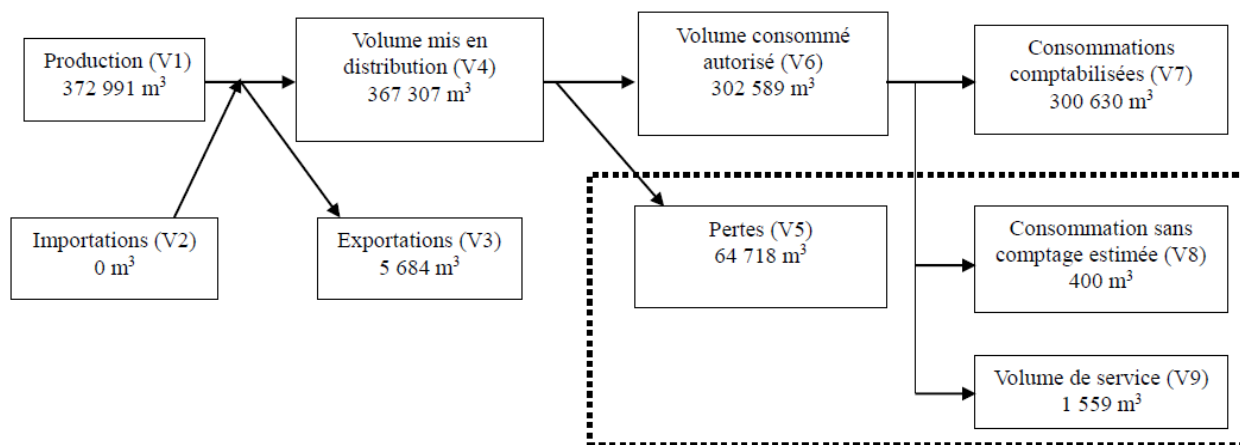 Production (V1)
372 991 m³
Volume mis en
distribution (V4)
367 307 m³
Volume consommé
autorisé (V6)
302 589 m³
Consommations
comptabilisées (V7)
300 630 m³
Importations (V2)
0 m³
Exportations (V3)
5 684 m³
Pertes (V5)
64 718 m³
Consommation sans
comptage estimée (V8)
400 m³
Volume de service (V9)
1 559 m³